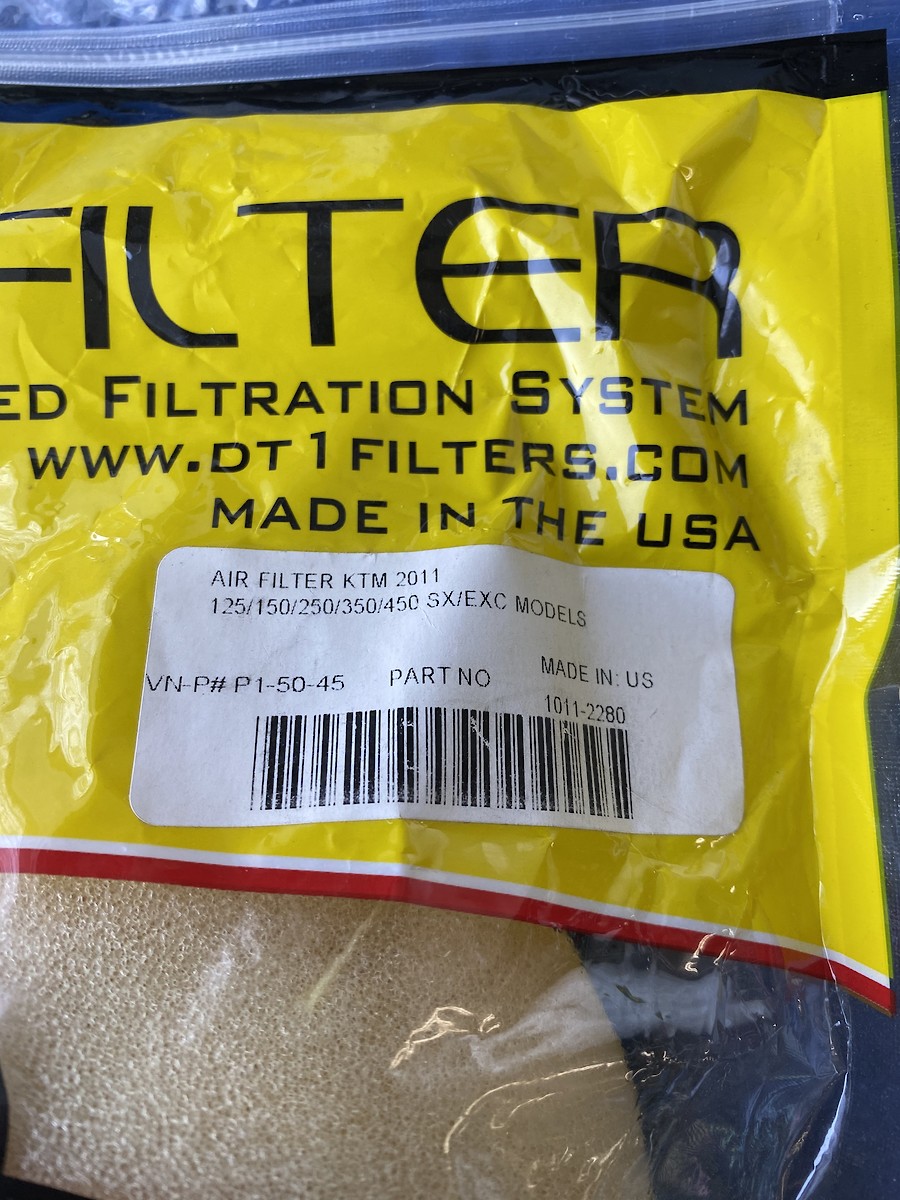 FILTER
ED FILTRATION SYSTEM
WWW.DT1FILTERS.COM
MADE IN THE USA
AIR FILTER KTM 2011
125/150/250/350/450 SX/EXC MODELS
VN-P# P1-50-45 PART NO MADE IN: US
1011-2280